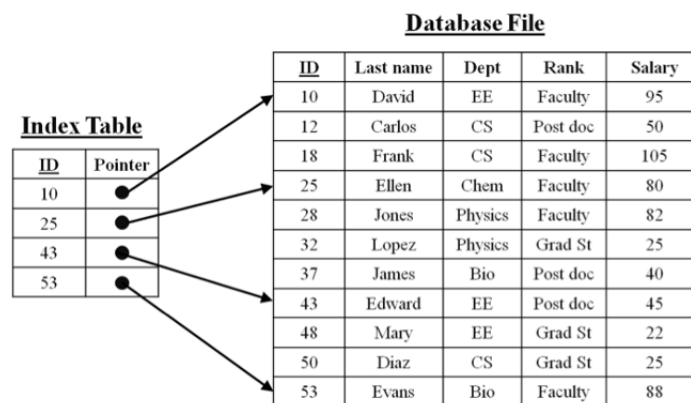 Database File
ID Last name Dept Rank Salary
10 David EE Faculty 95
12 Carlos CS Post doc 50
18 Frank CS Faculty 105
25 Ellen Chem Faculty 80
28 Jones Physics Faculty 82
32 Lopez Physics Grad St 25
37 James Bio Post doc 40
43 Edward EE Post doc 45
48 Mary EE Grad St 22
50 Diaz CS Grad St 25
53 Evans Bio Faculty 88
Index Table
ID Pointer
10
25
43
53